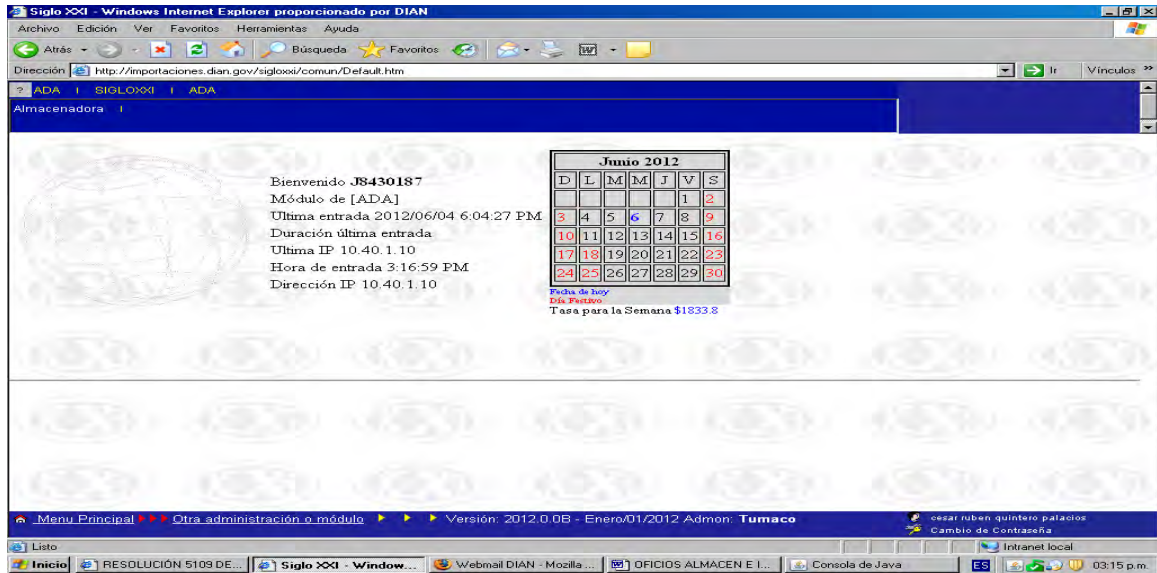 Siglo XXI - Windows Internet Explorer proporcionado por DIAN
Archivo Edición Ver Favoritos Herramientas Ayuda
Atrás Búsqueda Favoritos
Dirección http://importaciones.dian.gov/sigloxxi/comun/Default.htm Ir Vínculos »
? ADA | SIGLOXXI | ADA
Almacenadora |
Bienvenido J8430187
Módulo de [ADA]
Ultima entrada 2012/06/04 6:04:27 PM
Duración última entrada
Ultima IP 10.40.1.10
Hora de entrada 3:16:59 PM
Dirección IP 10.40.1.10
Junio 2012
D L M M J V S
1 2
3 4 5 6 7 8 9
10 11 12 13 14 15 16
17 18 19 20 21 22 23
24 25 26 27 28 29 30
Fecha de hoy
Día Festivo
Tasa para la Semana $1833.8
Menu Principal Otra administración o módulo Versión: 2012.0.0B - Enero/01/2012 Admon: Tumaco
cesar ruben quintero palacios
Cambio de Contraseña
Listo Intranet local
Inicio RESOLUCIÓN 5109 DE... Siglo XXI - Window... Webmail DIAN - Mozilla ... OFICIOS ALMACEN E I... Consola de Java ES 03:15 p.m.